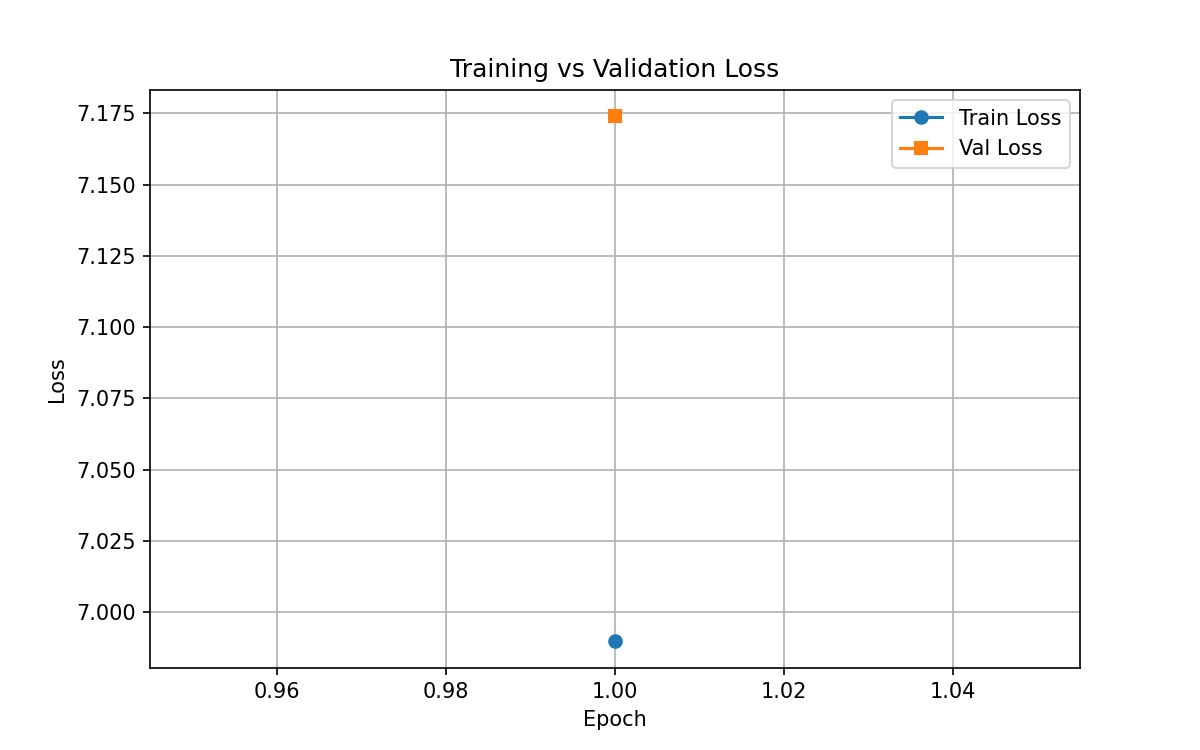 Training vs Validation Loss
Train Loss
Val Loss
7.175
7.150
7.125
7.100
7.075
7.050
7.025
7.000
Loss
0.96 0.98 1.00 1.02 1.04
Epoch